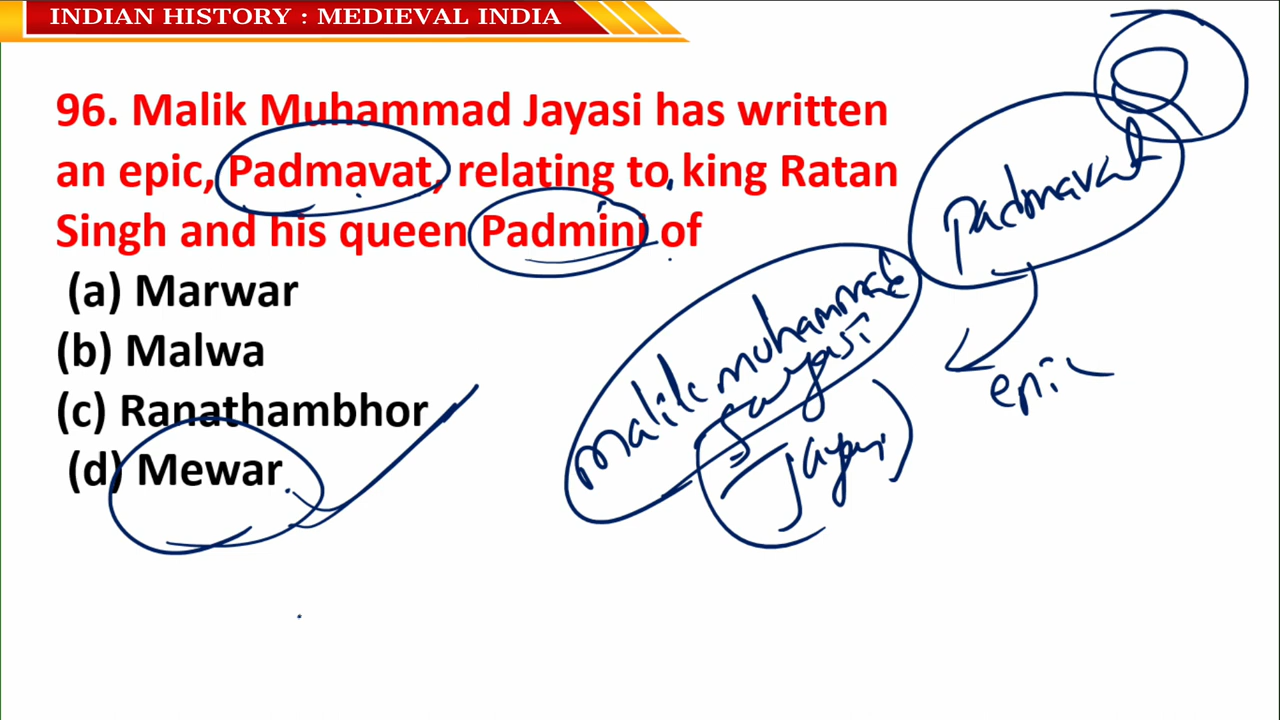 INDIAN HISTORY : MEDIEVAL INDIA
96. Malik Muhammad Jayasi has written
an epic, Padmavat, relating to king Ratan
Singh and his queen Padmini of
(a) Marwar
(b) Malwa
(c) Ranathambhor
(d) Mewar
padmavat
epic
malik muhammad
Jayasi